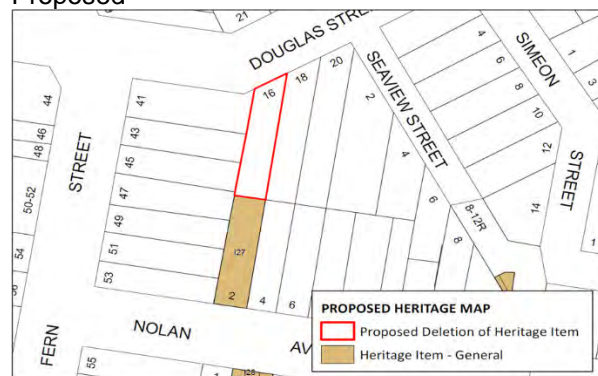 Proposed
21
DOUGLAS STREET
SIMEON
STREET
SEAVIEW STREET
44
46
48
50-52
54
STREET
FERN
41
43
45
47
49
51
53
16
18
20
2
4
6
8
8-12R
4
6
8
10
12
14
1
3
1
I27
2
4
6
NOLAN
AV
55
1
PROPOSED HERITAGE MAP
Proposed Deletion of Heritage Item
Heritage Item - General